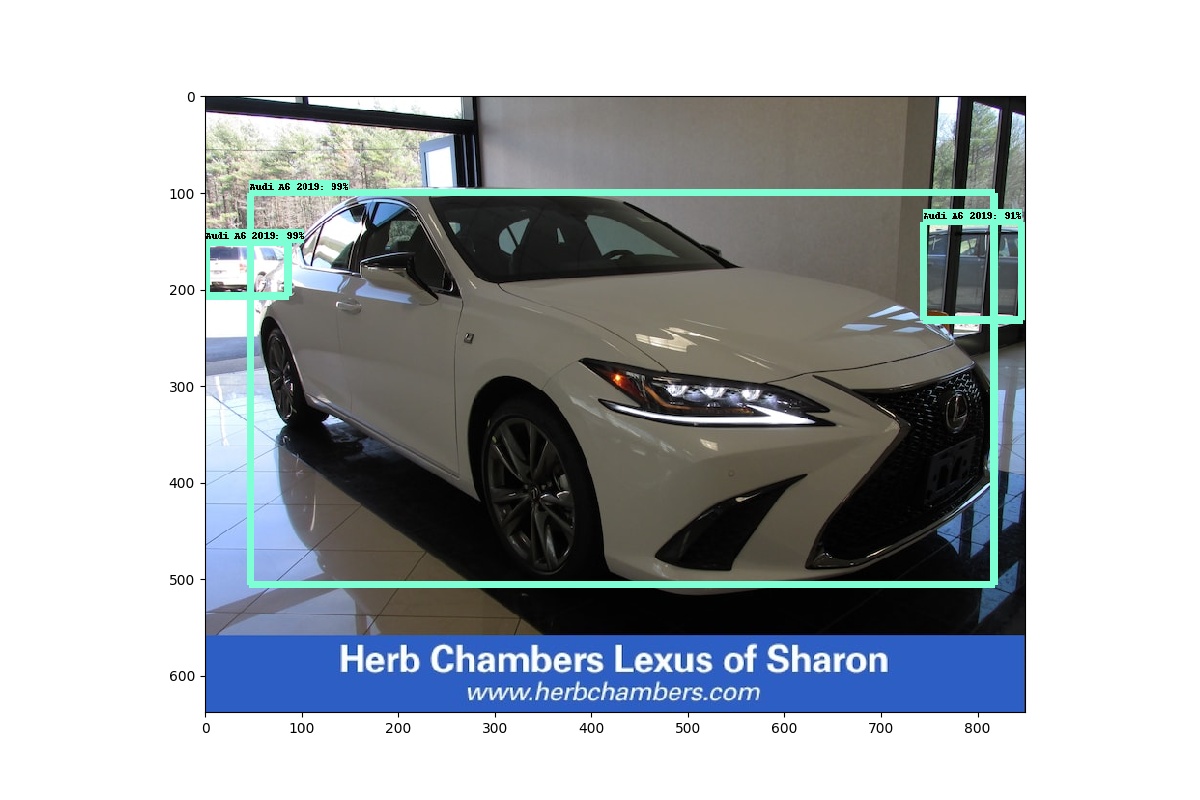 0
100
200
300
400
500
600
0 100 200 300 400 500 600 700 800
Audi A6 2019: 99%
Audi A6 2019: 99%
Audi A6 2019: 91%
Herb Chambers Lexus of Sharon
www.herbchambers.com